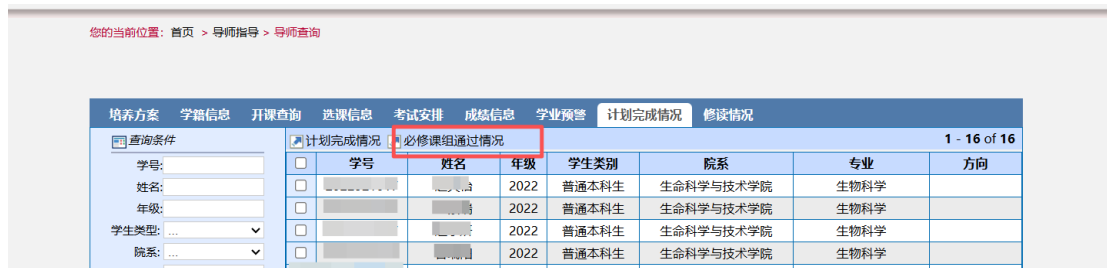 您的当前位置：首页 > 导师指导 > 导师查询
培养方案 学籍信息 开课查询 选课信息 考试安排 成绩信息 学业预警 计划完成情况 修读情况
查询条件 计划完成情况 必修课组通过情况 1 - 16 of 16
学号: 学号 姓名 年级 学生类别 院系 专业 方向
姓名: 2022 普通本科生 生命科学与技术学院 生物科学
年级: 2022 普通本科生 生命科学与技术学院 生物科学
学生类型: ... 2022 普通本科生 生命科学与技术学院 生物科学
院系: ... 2022 普通本科生 生命科学与技术学院 生物科学